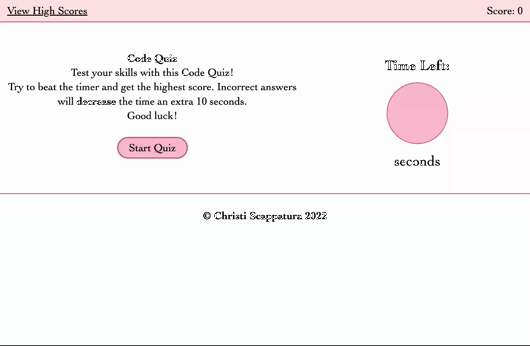 View High Scores
Score: 0
Code Quiz
Test your skills with this Code Quiz!
Try to beat the timer and get the highest score. Incorrect answers
will decrease the time an extra 10 seconds.
Good luck!
Start Quiz
Time Left:
seconds
© Christi Scappatura 2022